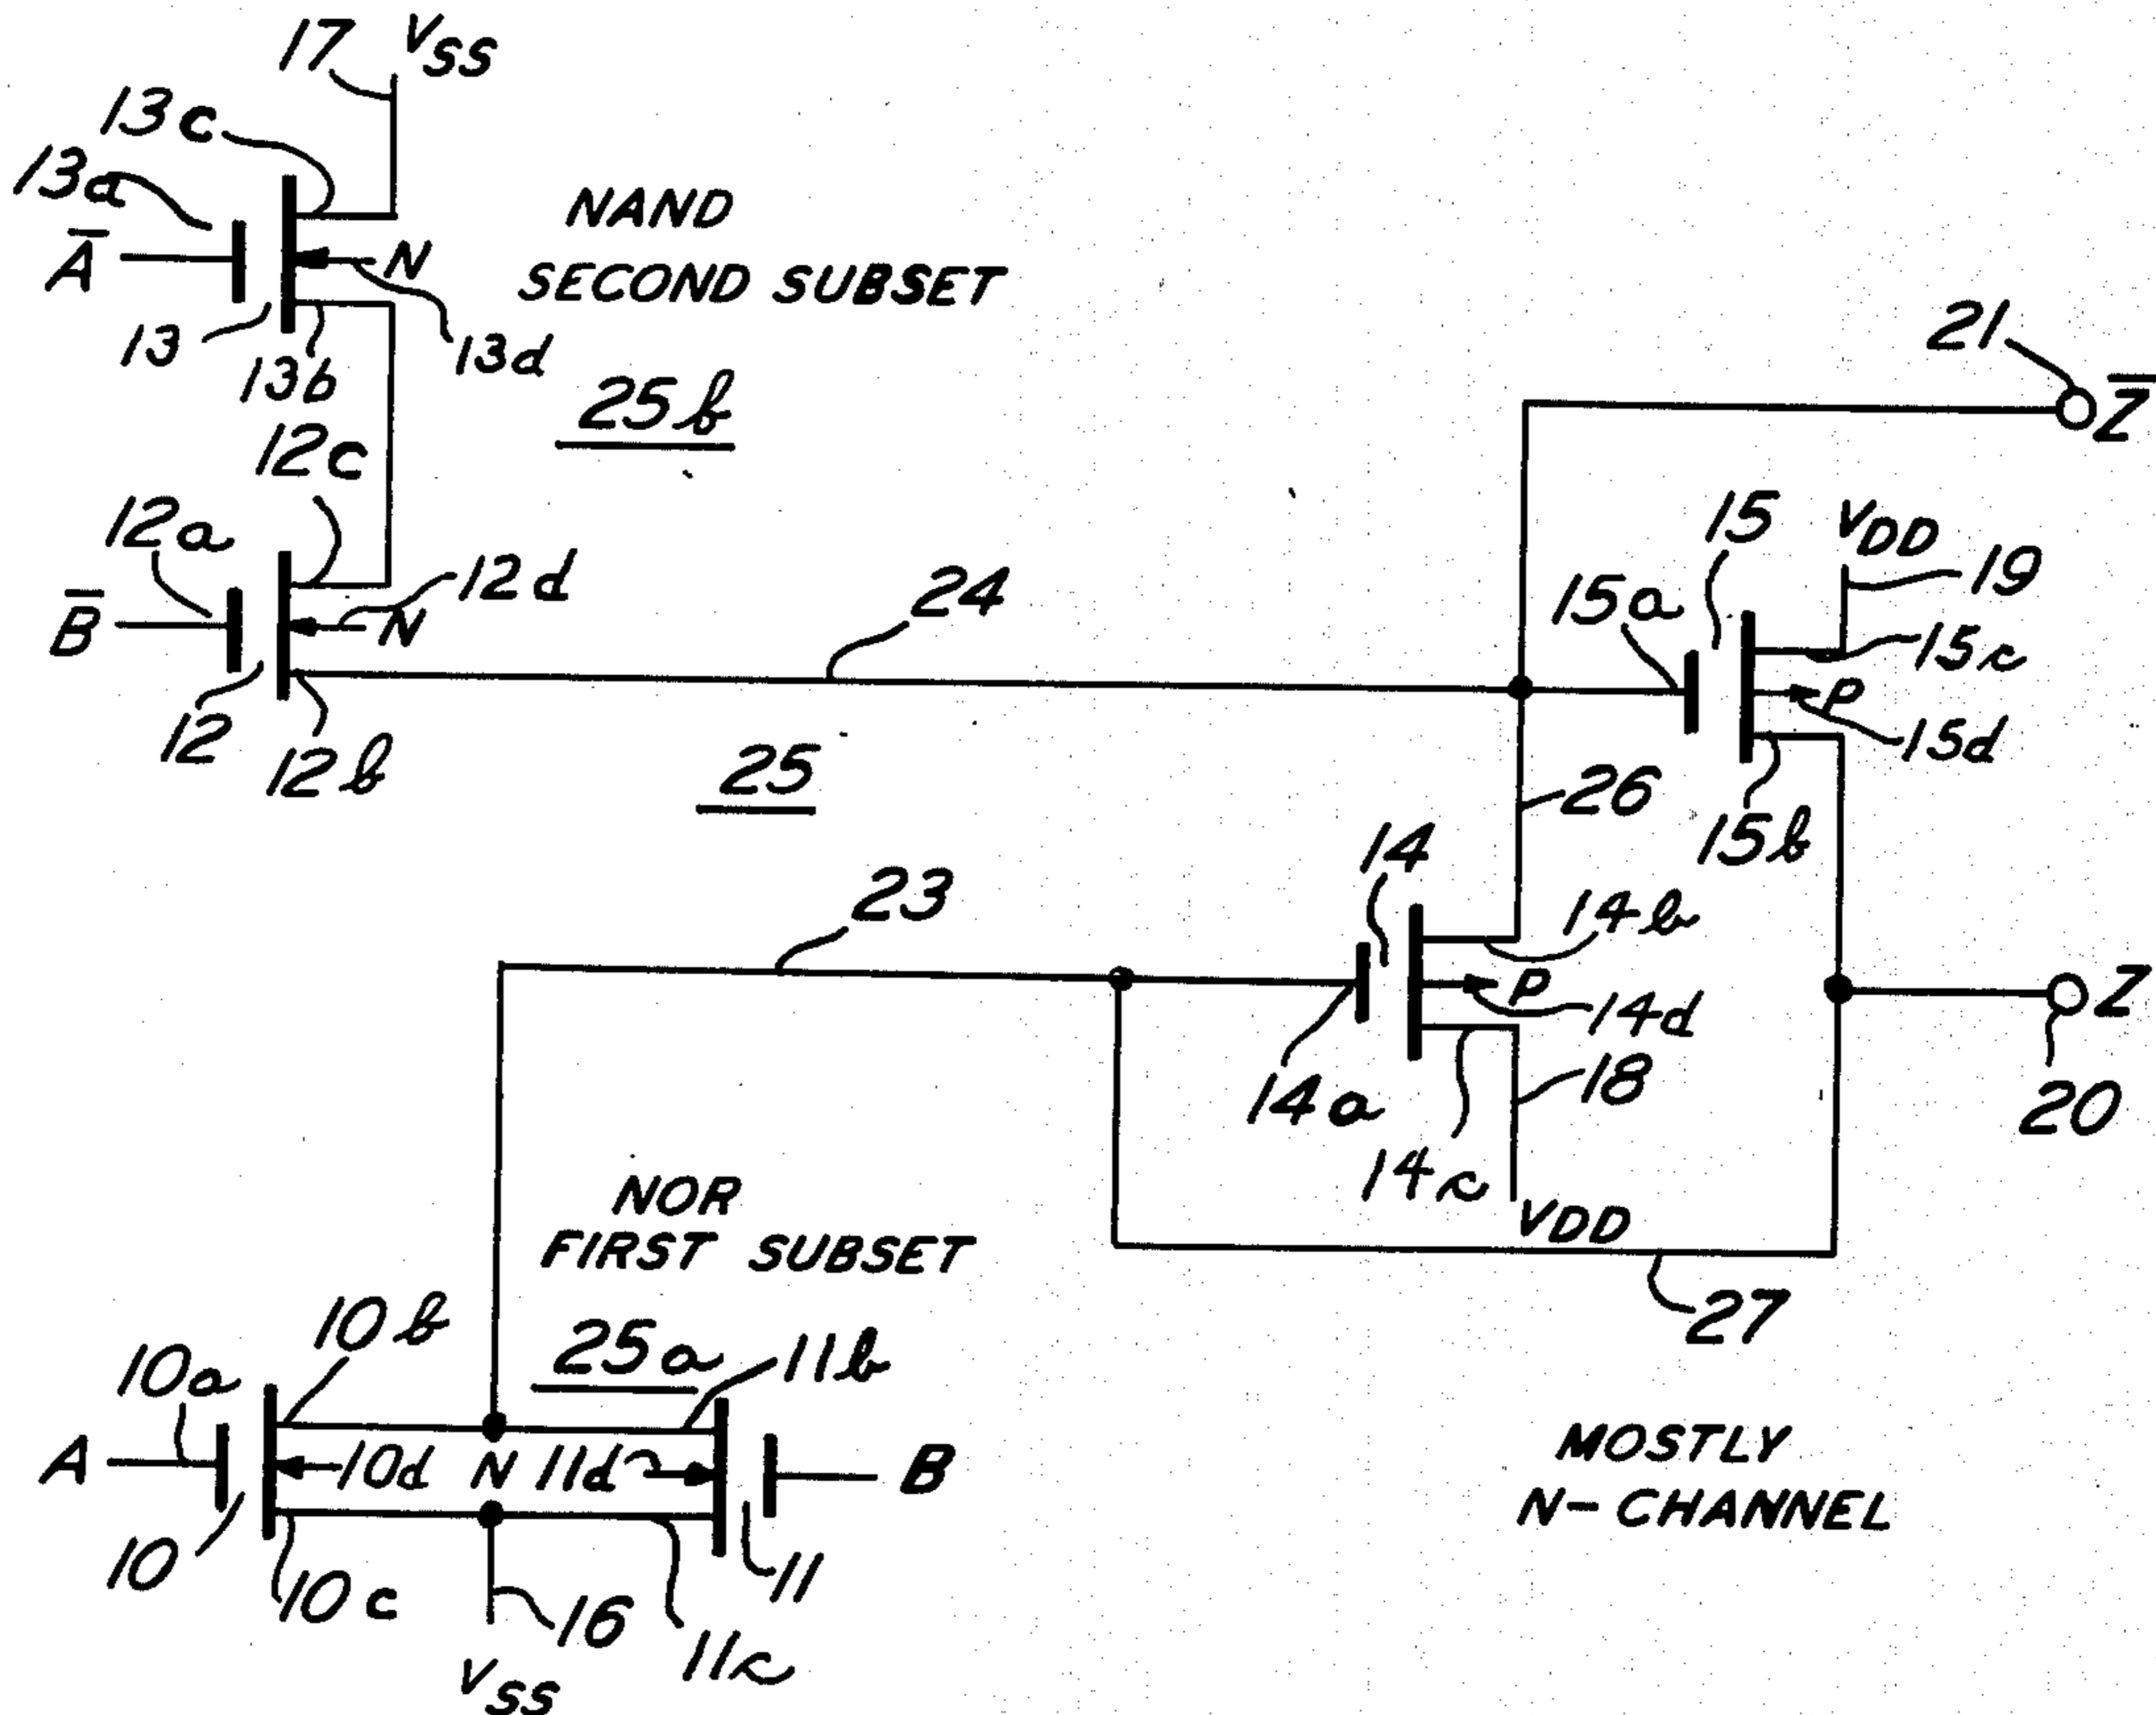 17 VSS
13c
13a
A̅
N
13
13b
13d
NAND
SECOND SUBSET
25b
12c
12a
B̅
12d
N
12
12b
24
25
21
Z̅
15
VDD
19
15a
15c
P
15d
15b
26
23
14
14b
P
14d
14a
18
14c
VDD
Z
20
27
NOR
FIRST SUBSET
25a
10b
11b
10a
A
10d N 11d
B
10
10c
16
11
11c
VSS
MOSTLY
N-CHANNEL